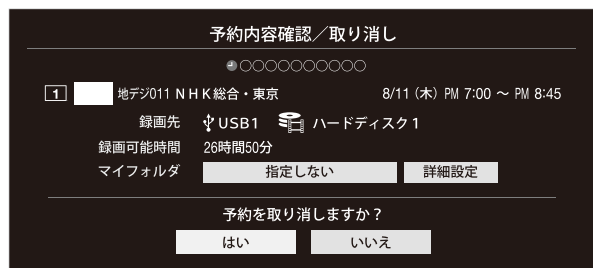 予約内容確認／取り消し
○○○○○○○○○○
1 地デジ011 ＮＨＫ総合・東京 8/11（木）PM 7:00 ～ PM 8:45
録画先 USB1 ハードディスク1
録画可能時間 26時間50分
マイフォルダ 指定しない 詳細設定
予約を取り消しますか？
はい いいえ